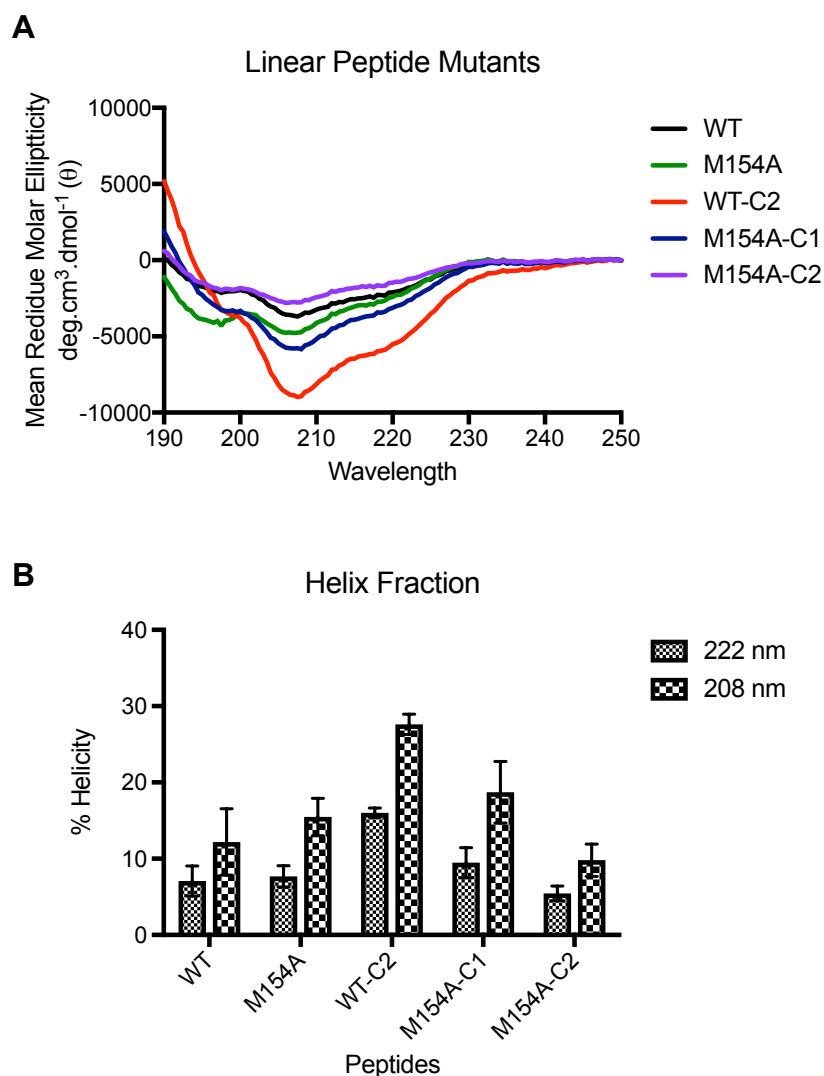 A
Linear Peptide Mutants
Mean Redidue Molar Elliptticity
deg.cm³.dmol⁻¹ (θ)
10000
5000
0
-5000
-10000
190
200
210
220
230
240
250
Wavelength
WT
M154A
WT-C2
M154A-C1
M154A-C2
B
Helix Fraction
% Helicity
40
30
20
10
0
WT
M154A
WT-C2
M154A-C1
M154A-C2
Peptides
222 nm
208 nm